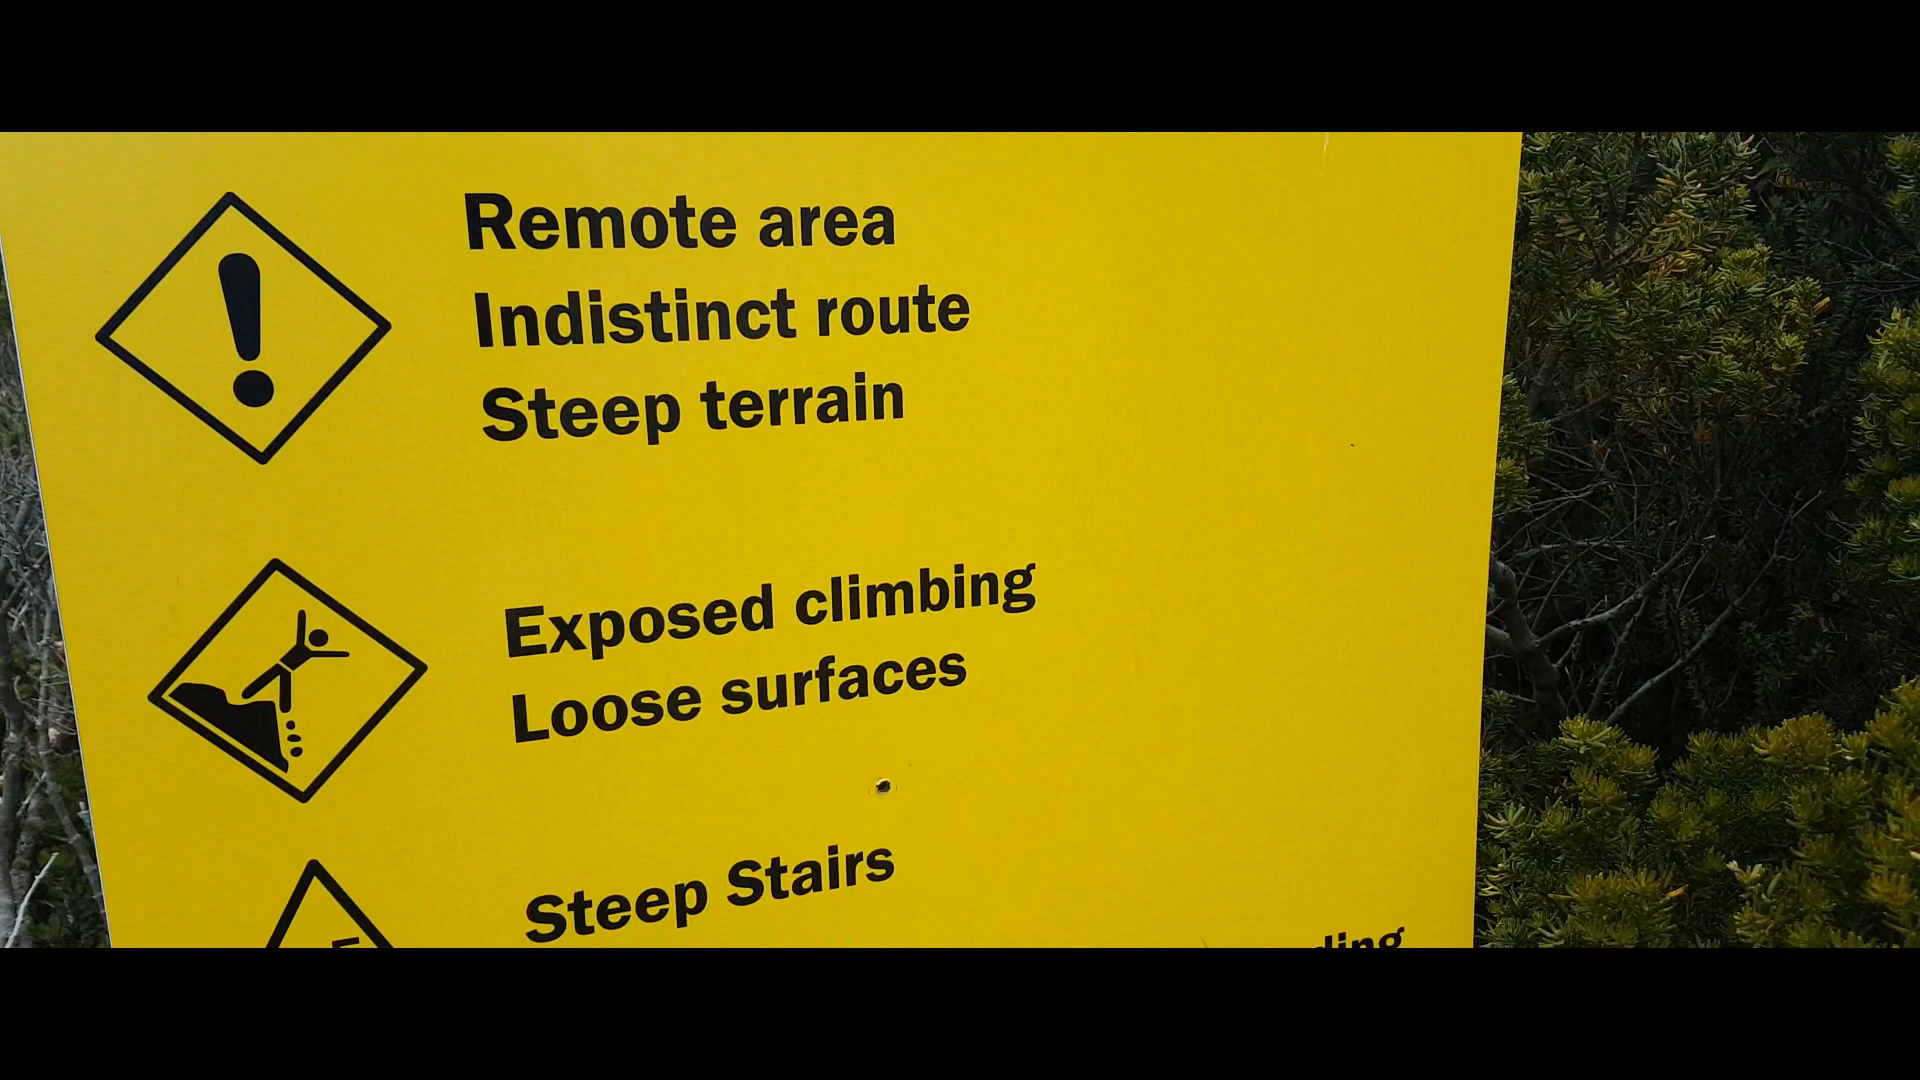 Remote area
Indistinct route
Steep terrain
Exposed climbing
Loose surfaces
Steep Stairs